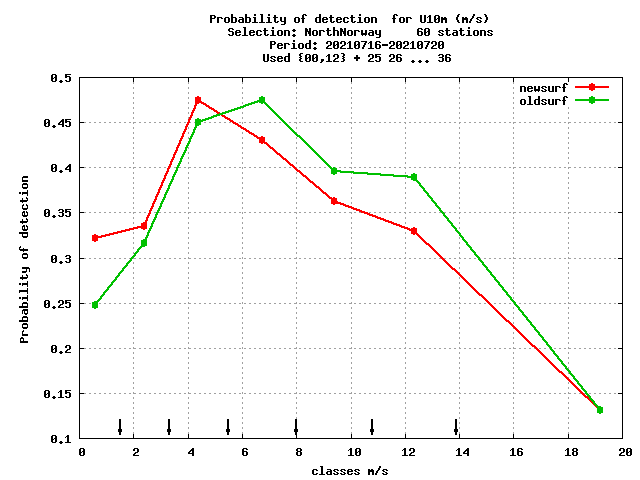 Probability of detection  for U10m (m/s)
Selection: NorthNorway     60 stations
Period: 20210716-20210720
Used {00,12} + 25 26 ... 36
newsurf
oldsurf
0.5
0.45
0.4
0.35
0.3
0.25
0.2
0.15
0.1
Probability of detection
0 2 4 6 8 10 12 14 16 18 20
classes m/s